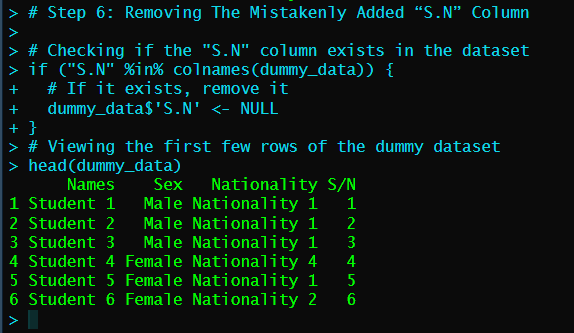 > # Step 6: Removing The Mistakenly Added “S.N” Column
>
> # Checking if the "S.N" column exists in the dataset
> if ("S.N" %in% colnames(dummy_data)) {
+   # If it exists, remove it
+   dummy_data$'S.N' <- NULL
+ }
> # Viewing the first few rows of the dummy dataset
> head(dummy_data)
      Names    Sex   Nationality S/N
1 Student 1   Male Nationality 1   1
2 Student 2   Male Nationality 1   2
3 Student 3   Male Nationality 1   3
4 Student 4 Female Nationality 4   4
5 Student 5 Female Nationality 1   5
6 Student 6 Female Nationality 2   6
>